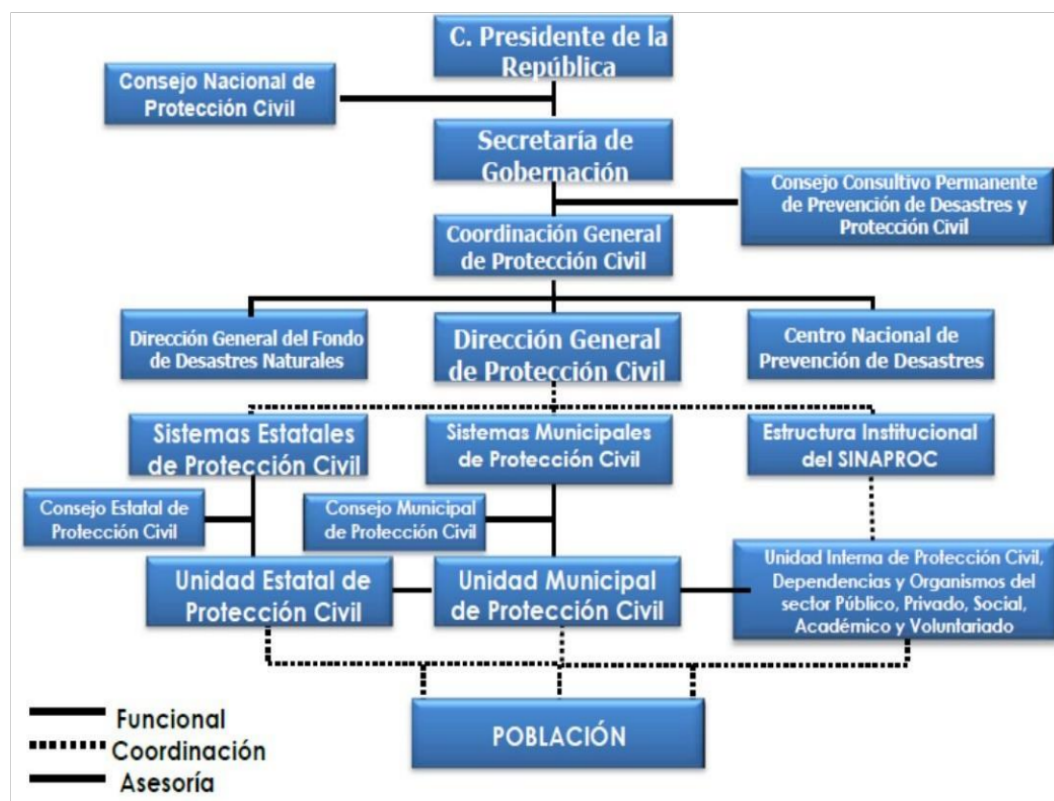 C. Presidente de la
República
Consejo Nacional de
Protección Civil
Secretaría de
Gobernación
Consejo Consultivo Permanente
de Prevención de Desastres y
Protección Civil
Coordinación General
de Protección Civil
Dirección General del Fondo
de Desastres Naturales
Dirección General
de Protección Civil
Centro Nacional de
Prevención de Desastres
Sistemas Estatales
de Protección Civil
Sistemas Municipales
de Protección Civil
Estructura Institucional
del SINAPROC
Consejo Estatal de
Protección Civil
Consejo Municipal
de Protección Civil
Unidad Estatal de
Protección Civil
Unidad Municipal
de Protección Civil
Unidad Interna de Protección Civil,
Dependencias y Organismos del
sector Público, Privado, Social,
Académico y Voluntariado
POBLACIÓN
Funcional
Coordinación
Asesoría